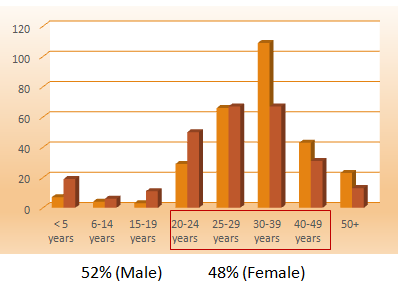 120
100
80
60
40
20
0
< 5 years
6-14 years
15-19 years
20-24 years
25-29 years
30-39 years
40-49 years
50+
52% (Male) 48% (Female)